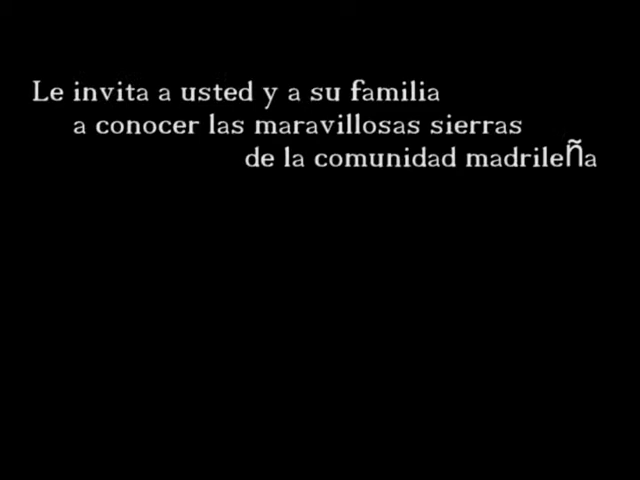 Le invita a usted y a su familia
a conocer las maravillosas sierras
de la comunidad madrileña